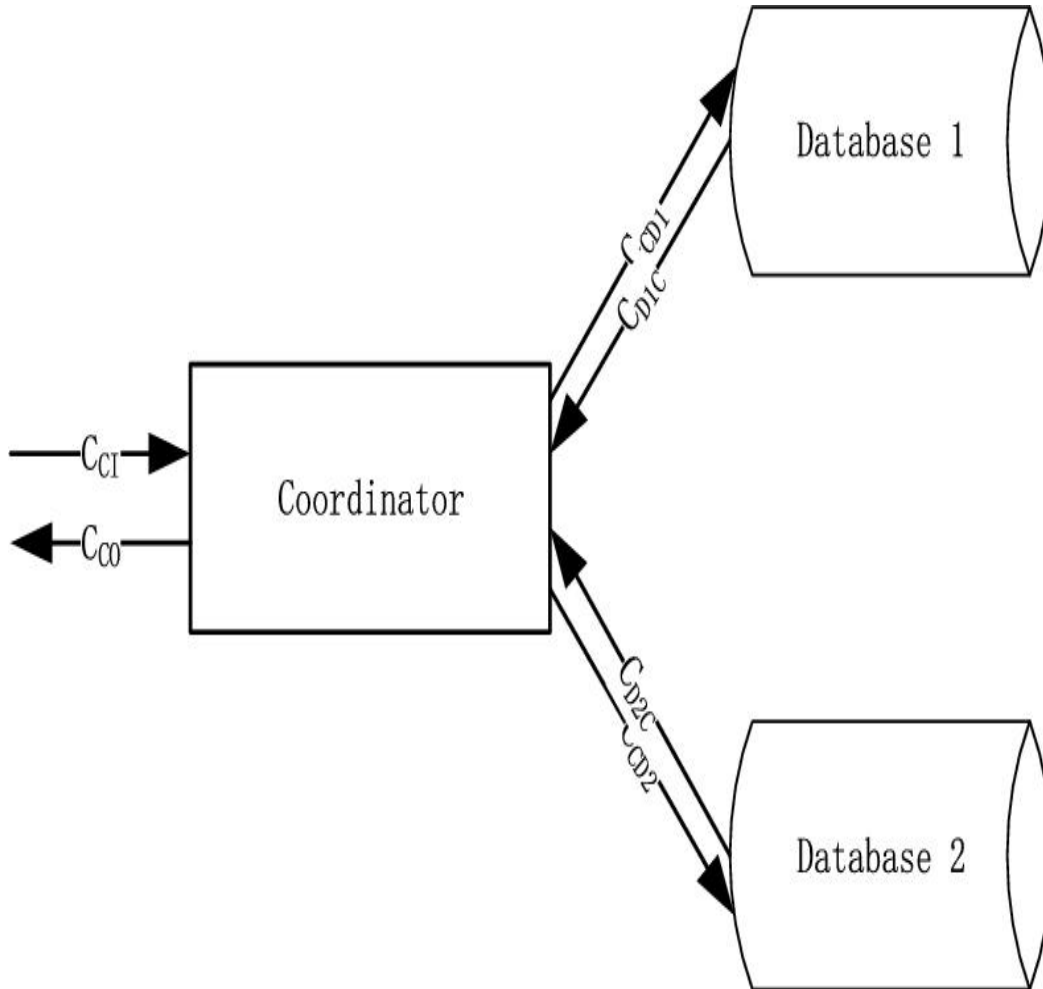 Database 1
C_CD1
C_D1C
C_CI
Coordinator
C_CO
C_D2C
C_CD2
Database 2